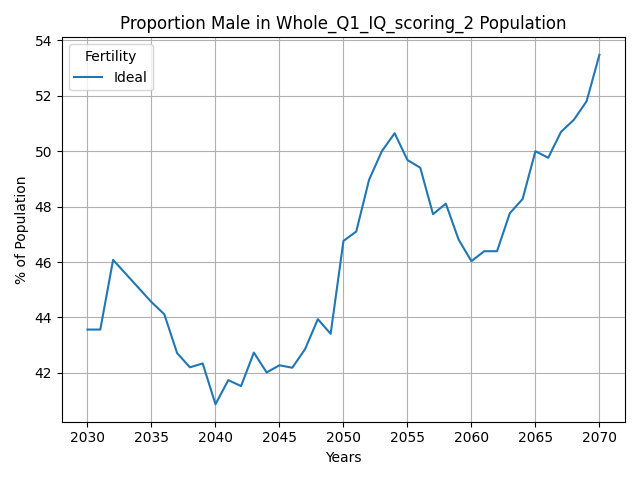 Proportion Male in Whole_Q1_IQ_scoring_2 Population
Fertility
Ideal
% of Population
54
52
50
48
46
44
42
2030 2035 2040 2045 2050 2055 2060 2065 2070
Years